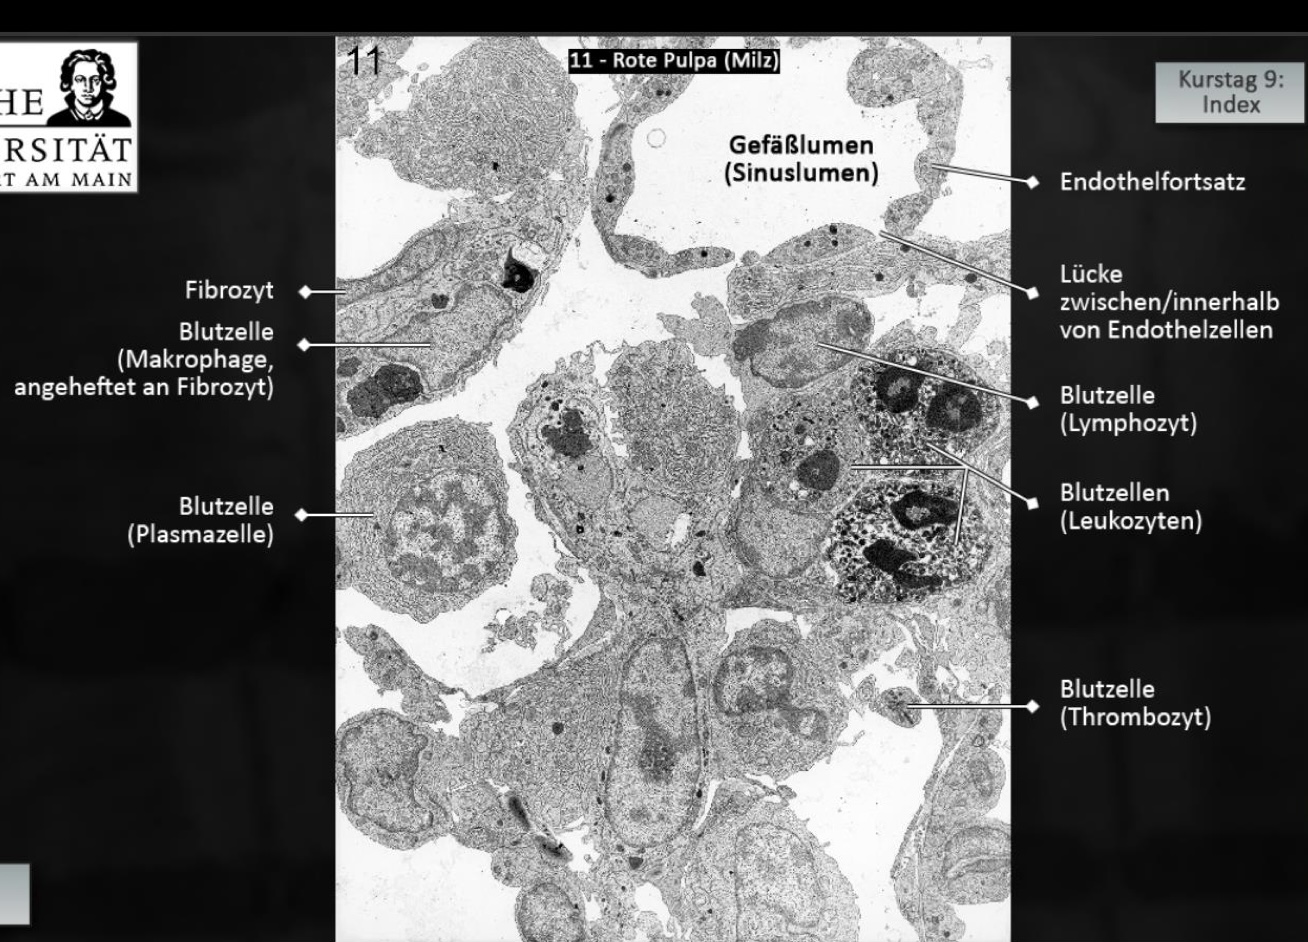 11
11 - Rote Pulpa (Milz)
HE
RSITÄT
T AM MAIN
Kurstag 9:
Index
Gefäßlumen
(Sinuslumen)
Endothelfortsatz
Lücke
zwischen/innerhalb
von Endothelzellen
Fibrozyt
Blutzelle
(Makrophage,
angeheftet an Fibrozyt)
Blutzelle
(Lymphozyt)
Blutzelle
(Plasmazelle)
Blutzellen
(Leukozyten)
Blutzelle
(Thrombozyt)